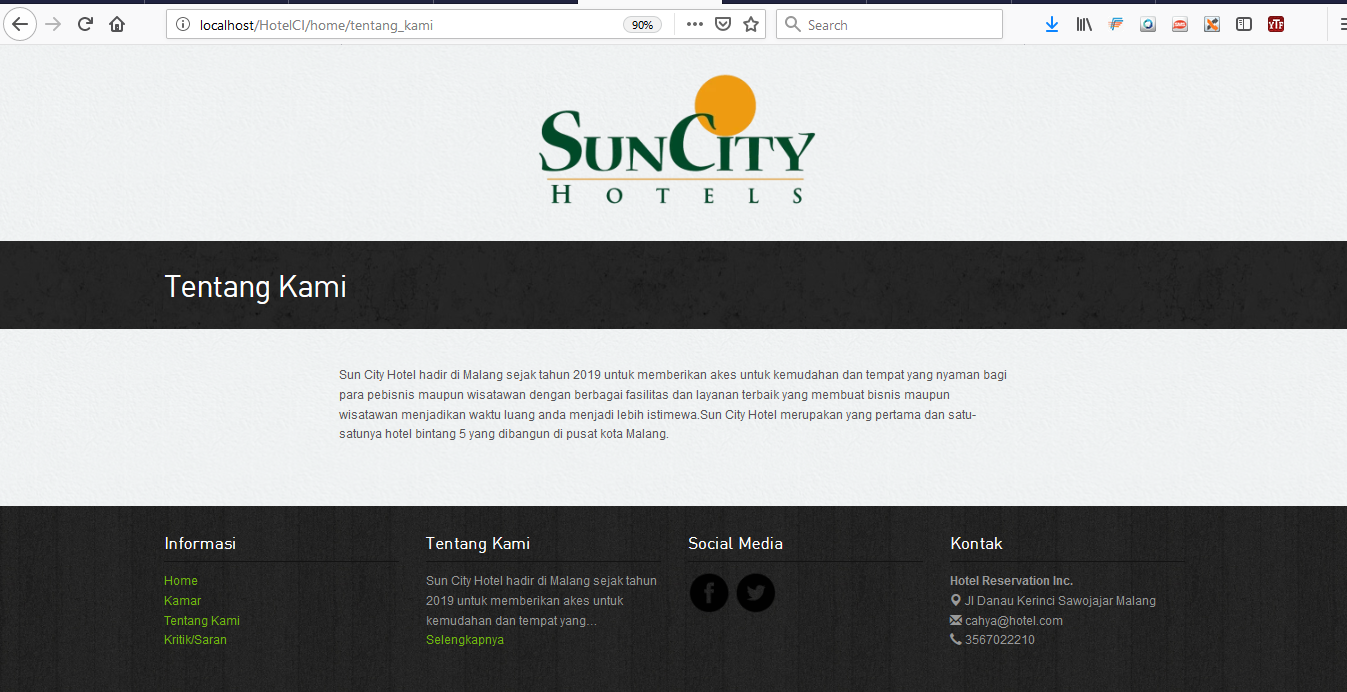 localhost/HotelCI/home/tentang_kami
90%
Search
YTF
SUNCITY
HOTELS
Tentang Kami
Sun City Hotel hadir di Malang sejak tahun 2019 untuk memberikan akes untuk kemudahan dan tempat yang nyaman bagi
para pebisnis maupun wisatawan dengan berbagai fasilitas dan layanan terbaik yang membuat bisnis maupun
wisatawan menjadikan waktu luang anda menjadi lebih istimewa.Sun City Hotel merupakan yang pertama dan satu-
satunya hotel bintang 5 yang dibangun di pusat kota Malang.
Informasi
Home
Kamar
Tentang Kami
Kritik/Saran
Tentang Kami
Sun City Hotel hadir di Malang sejak tahun
2019 untuk memberikan akes untuk
kemudahan dan tempat yang...
Selengkapnya
Social Media
Kontak
Hotel Reservation Inc.
Jl Danau Kerinci Sawojajar Malang
cahya@hotel.com
3567022210